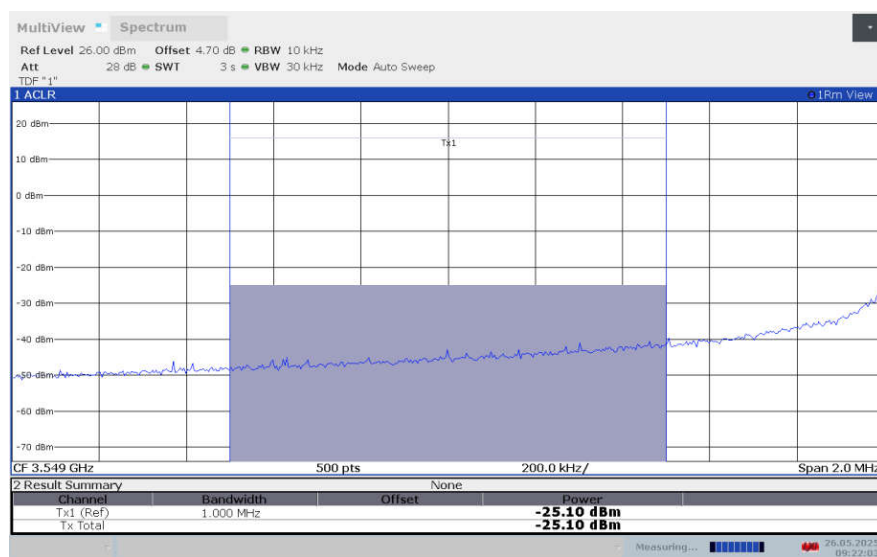 MultiView Spectrum
Ref Level 26.00 dBm Offset 4.70 dB RBW 10 kHz
Att 28 dB SWT 3 s VBW 30 kHz Mode Auto Sweep
TDF "1"
1 ACLR 1Rm View
20 dBm
Tx1
10 dBm
0 dBm
-10 dBm
-20 dBm
-30 dBm
-40 dBm
-50 dBm
-60 dBm
-70 dBm
CF 3.549 GHz 500 pts 200.0 kHz/ Span 2.0 MHz
2 Result Summary None
Channel Bandwidth Offset Power
Tx1 (Ref) 1.000 MHz -25.10 dBm
Tx Total -25.10 dBm
Measuring... 26.05.2025
09:22:03